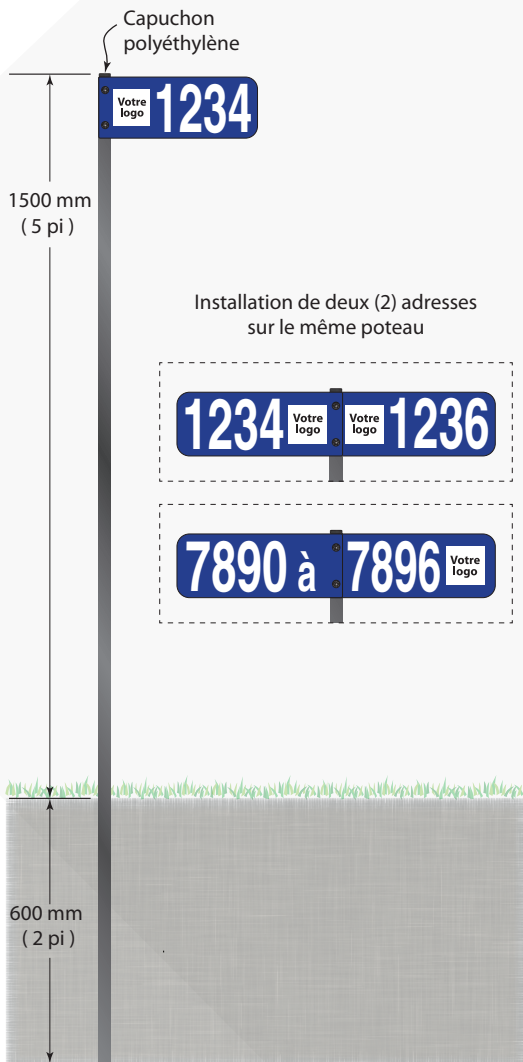 Capuchon
polyéthylène
Votre
logo
1234
1500 mm
( 5 pi )
Installation de deux (2) adresses
sur le même poteau
1234
Votre
logo
Votre
logo
1236
7890 à
7896
Votre
logo
600 mm
( 2 pi )